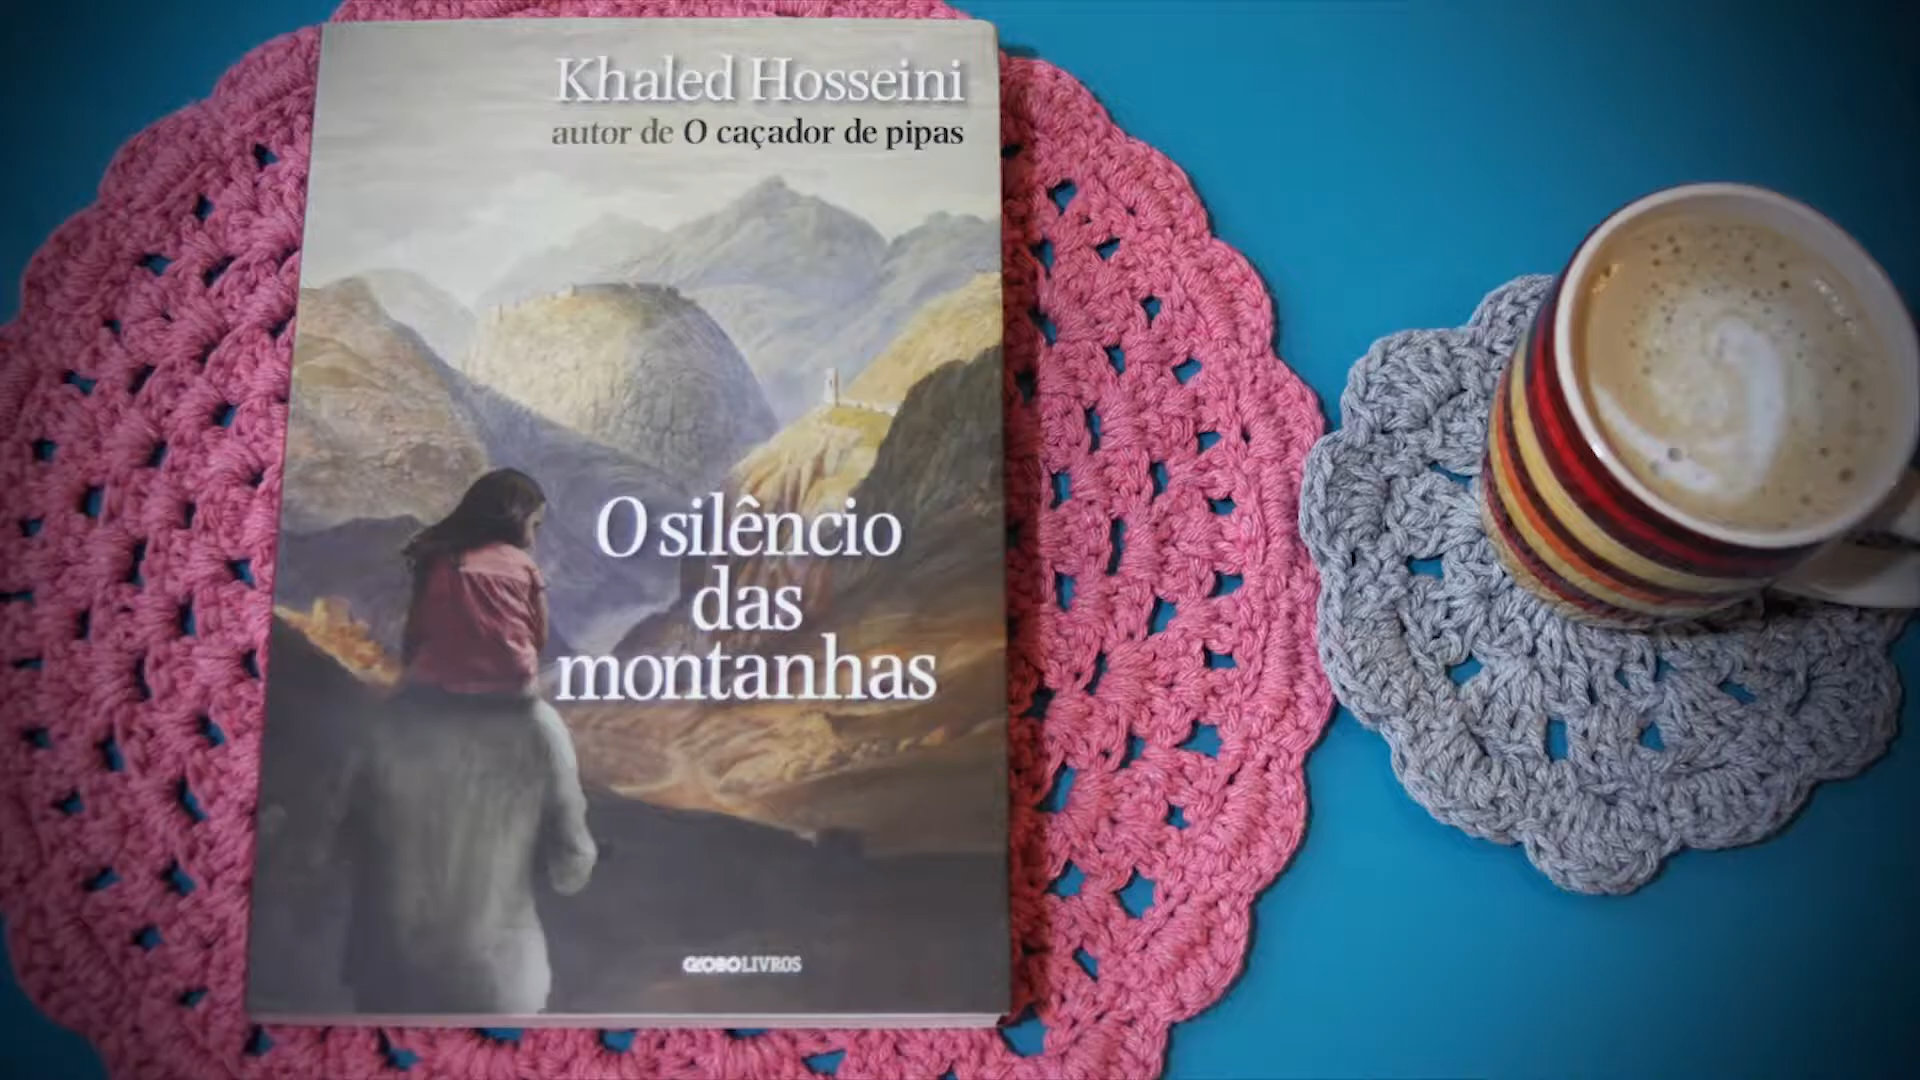 Khaled Hosseini
autor de O caçador de pipas
O silêncio
das
montanhas
GLOBOLIVROS